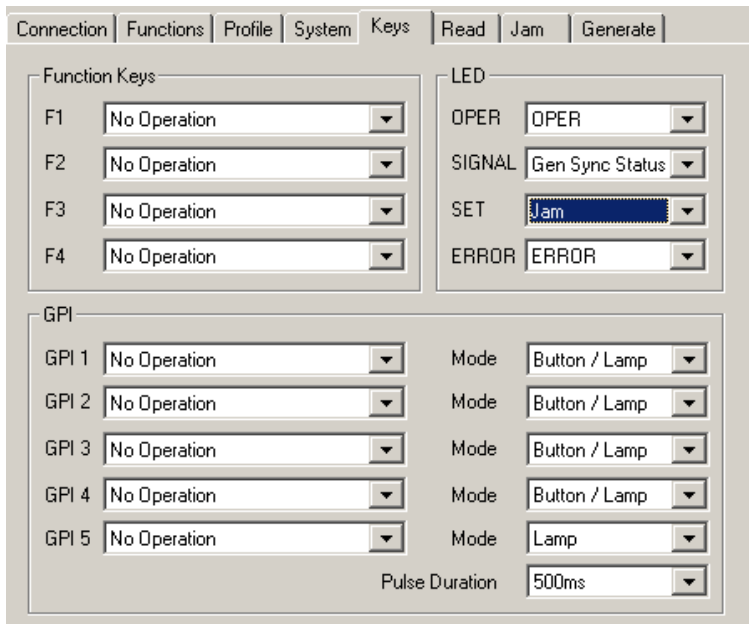 Connection Functions Profile System Keys Read Jam Generate
Function Keys
F1 No Operation
F2 No Operation
F3 No Operation
F4 No Operation
LED
OPER OPER
SIGNAL Gen Sync Status
SET Jam
ERROR ERROR
GPI
GPI 1 No Operation Mode Button / Lamp
GPI 2 No Operation Mode Button / Lamp
GPI 3 No Operation Mode Button / Lamp
GPI 4 No Operation Mode Button / Lamp
GPI 5 No Operation Mode Lamp
Pulse Duration 500ms